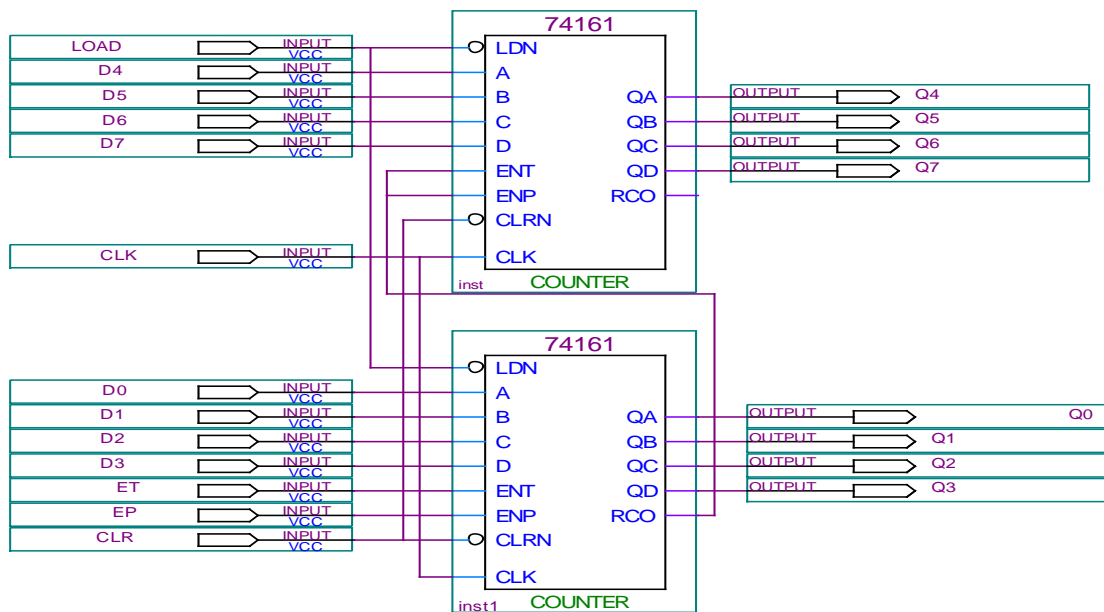 74161
LOAD INPUT VCC LDN
D4 INPUT VCC A
D5 INPUT VCC B QA OUTPUT Q4
D6 INPUT VCC C QB OUTPUT Q5
D7 INPUT VCC D QC OUTPUT Q6
ENT QD OUTPUT Q7
ENP RCO
CLRN
CLK INPUT VCC CLK
inst COUNTER
74161
LDN
D0 INPUT VCC A
D1 INPUT VCC B QA OUTPUT Q0
D2 INPUT VCC C QB OUTPUT Q1
D3 INPUT VCC D QC OUTPUT Q2
ET INPUT VCC ENT QD OUTPUT Q3
EP INPUT VCC ENP RCO
CLR INPUT VCC CLRN
CLK
inst1 COUNTER